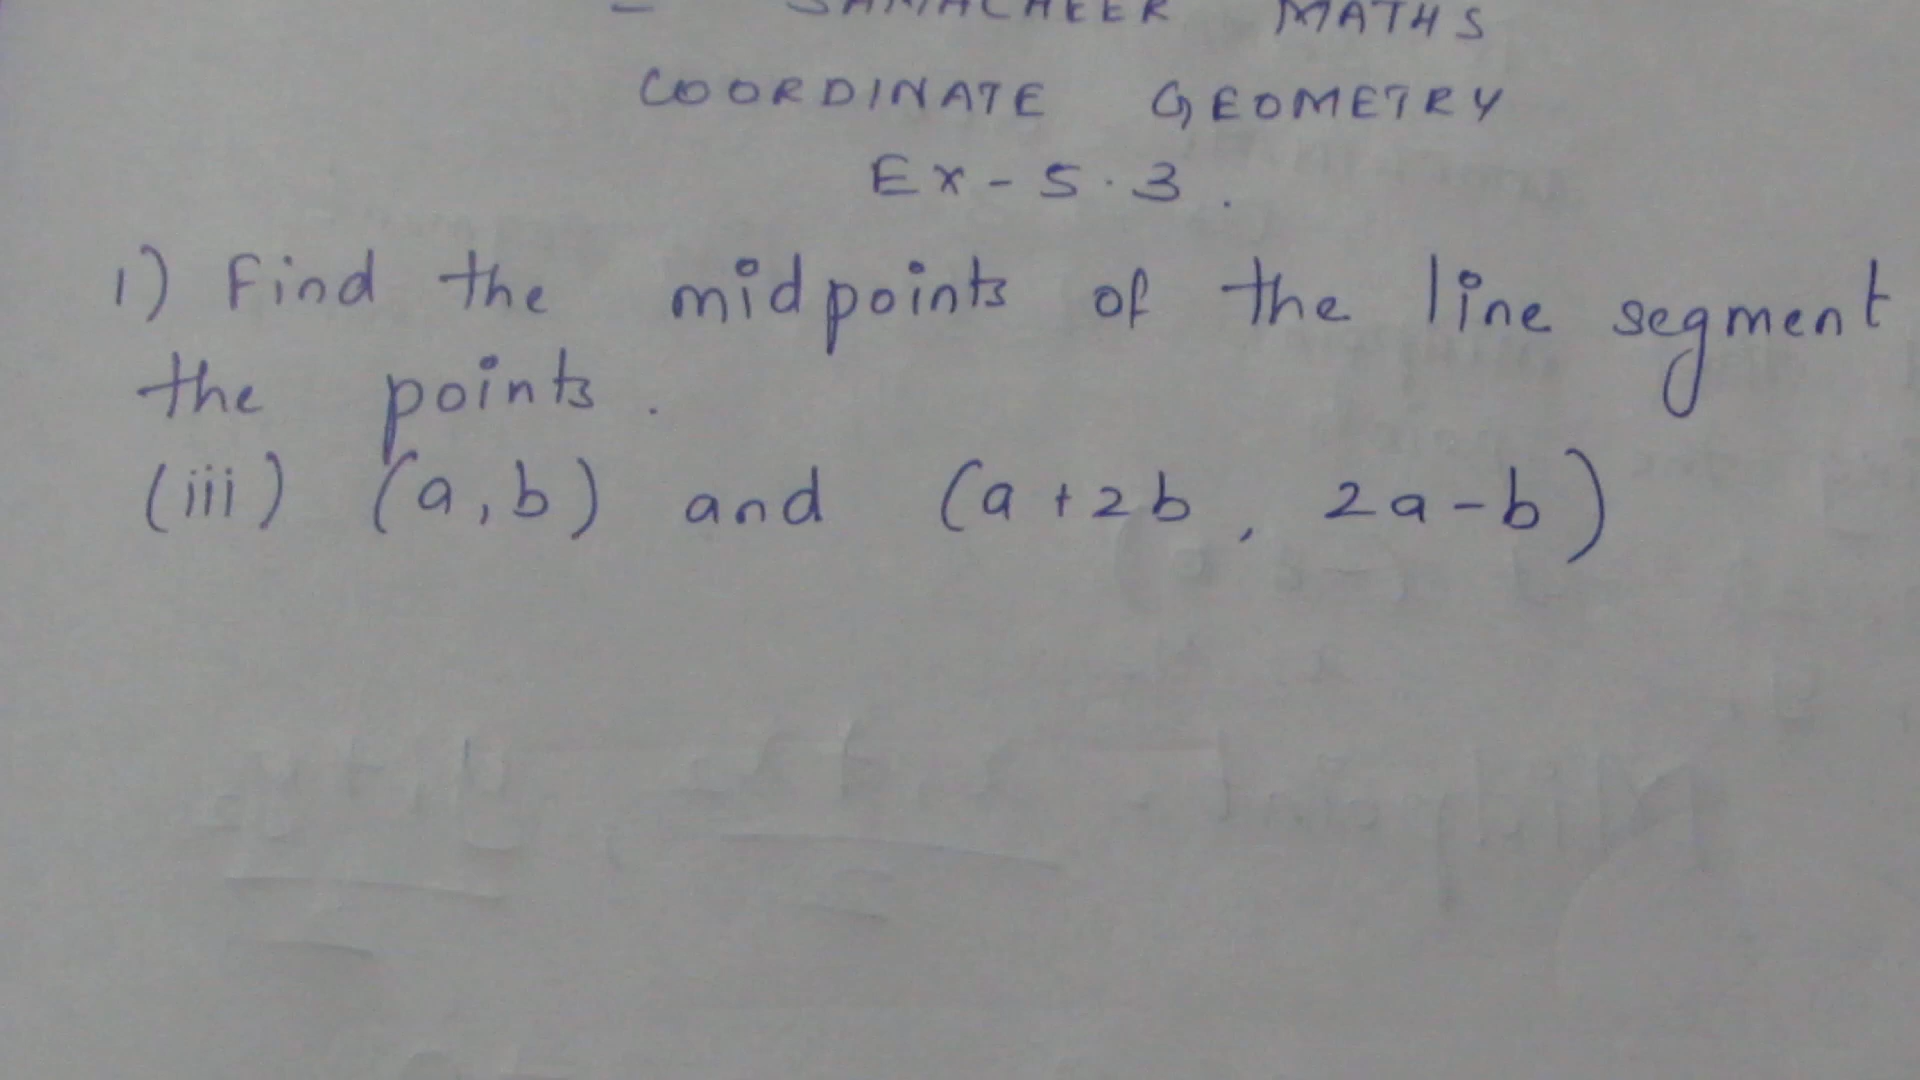 - SAMACHEER MATHS
COORDINATE GEOMETRY
Ex-5.3.
1) Find the midpoints of the line segment
the points.
(iii) (a,b) and (a+2b, 2a-b)